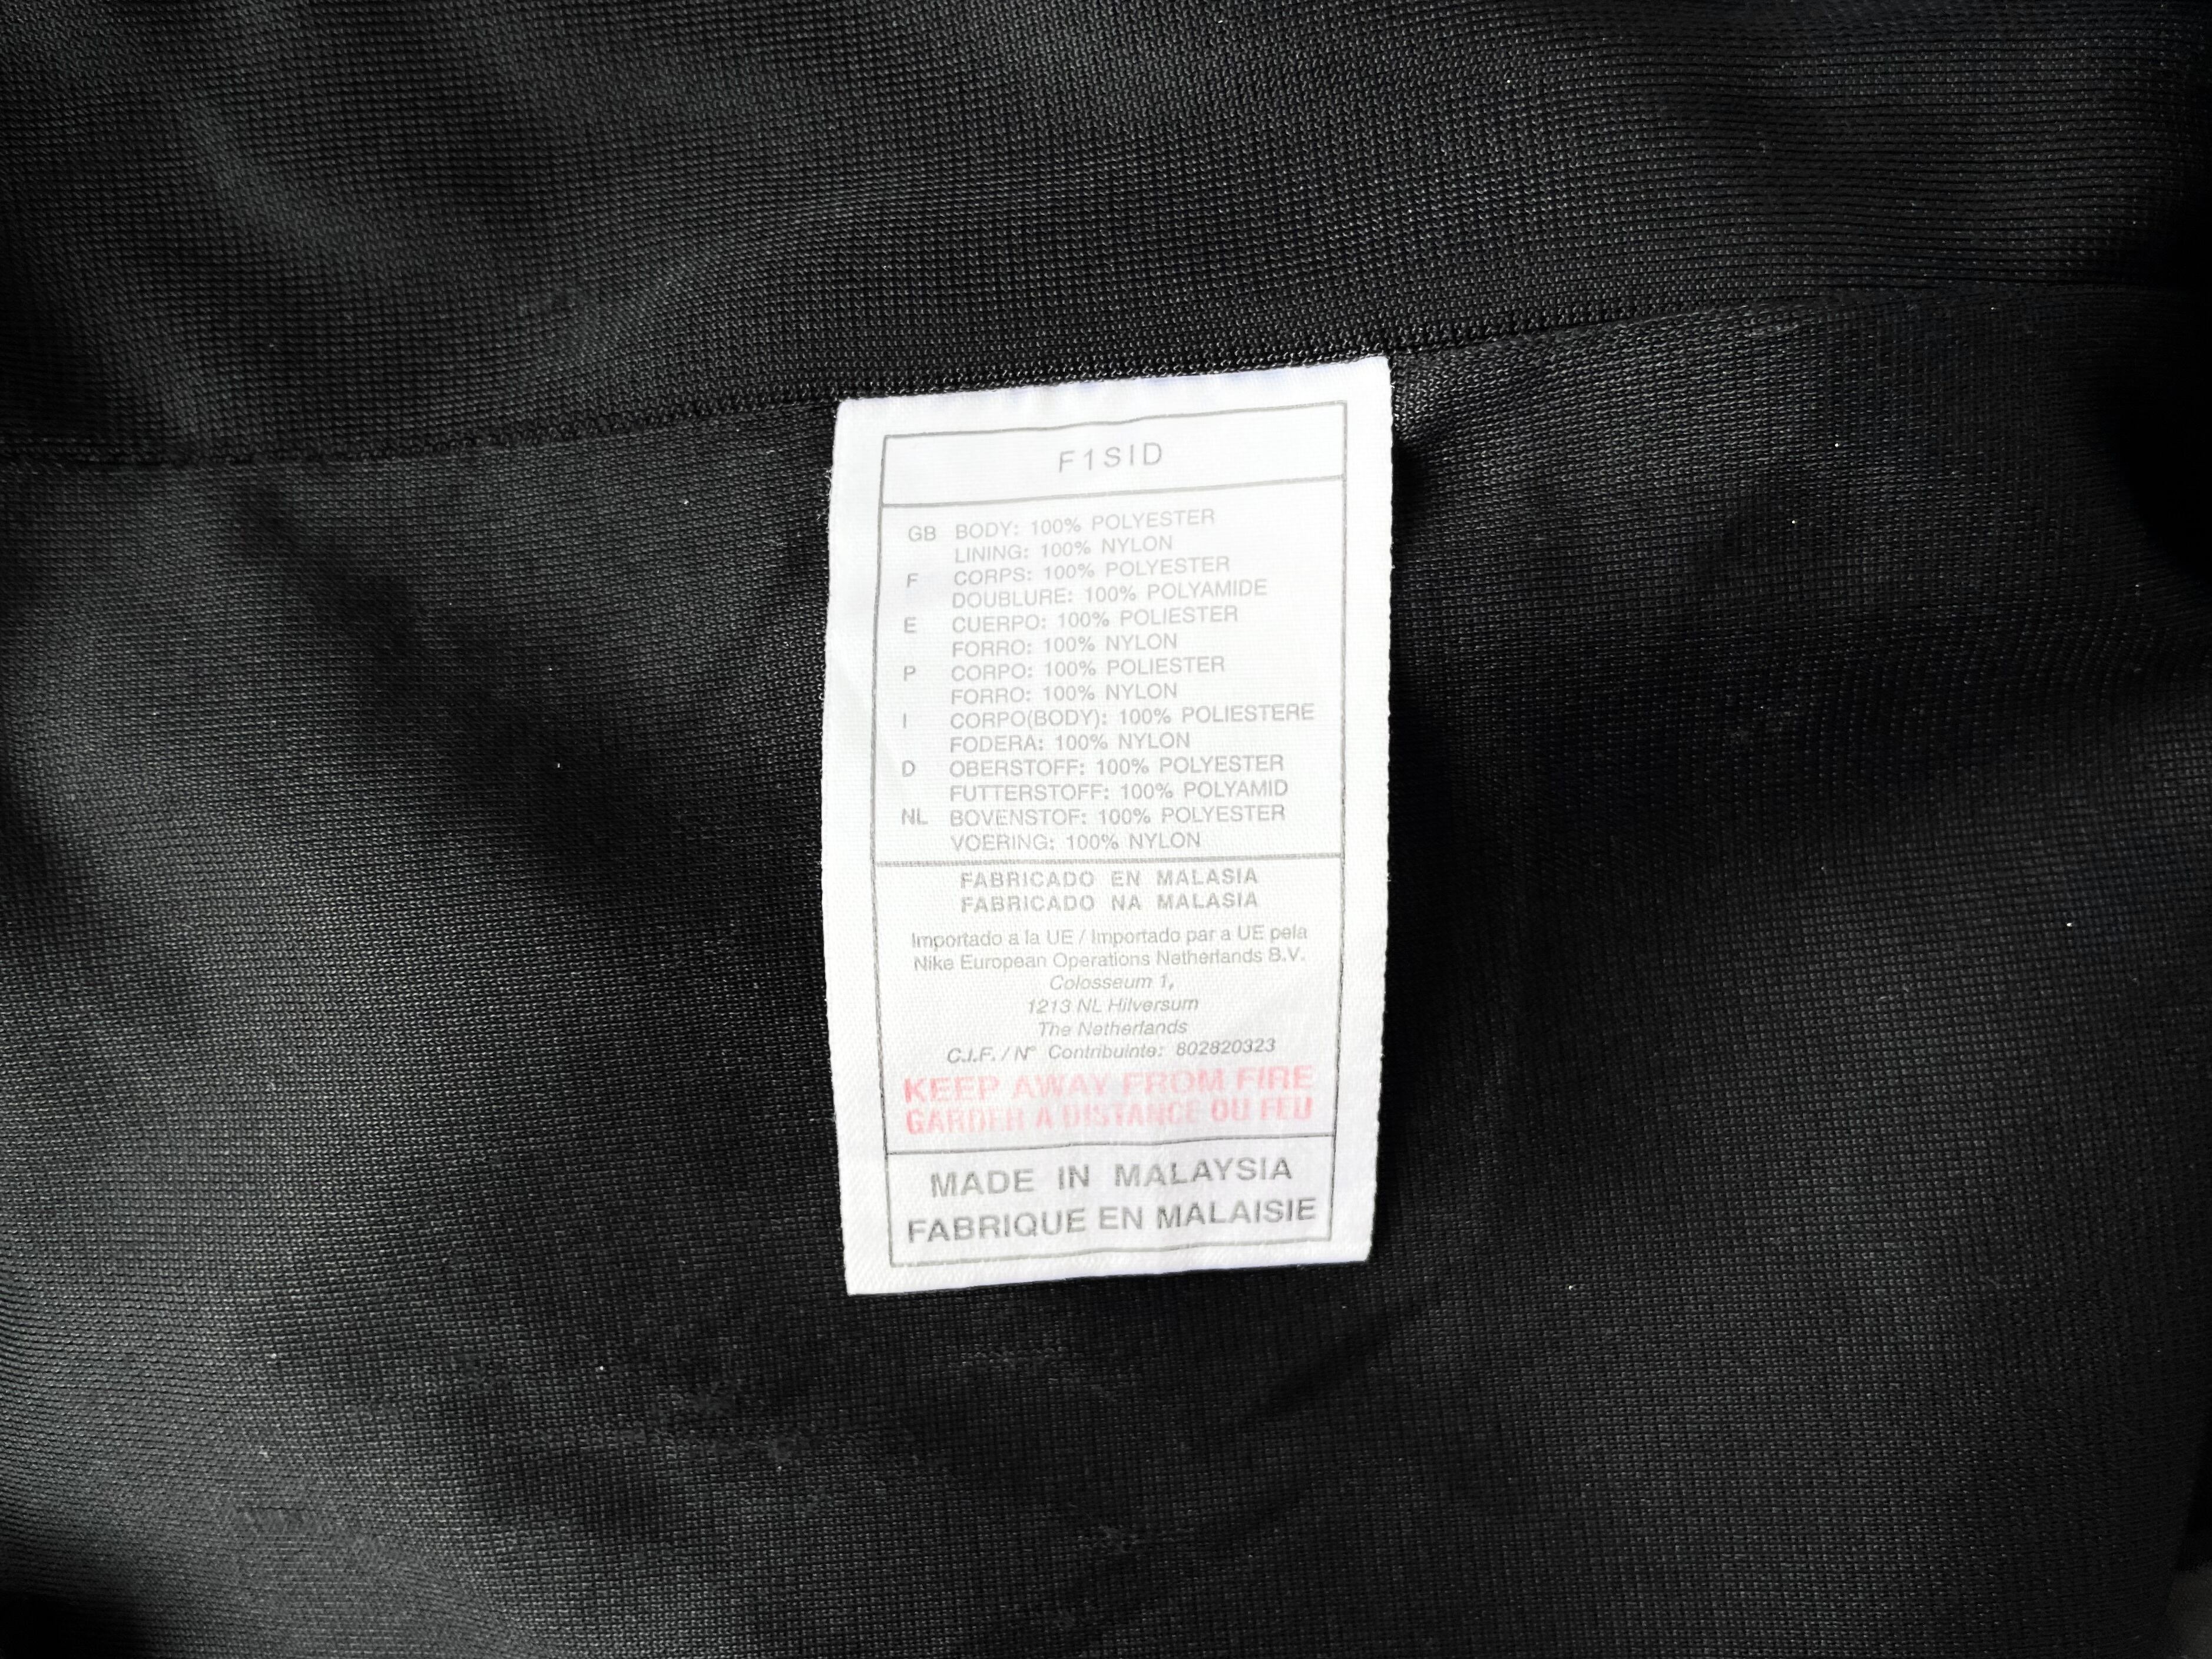 F1SID
GB BODY: 100% POLYESTER
LINING: 100% NYLON
F CORPS: 100% POLYESTER
DOUBLURE: 100% POLYAMIDE
E CUERPO: 100% POLIESTER
FORRO: 100% NYLON
P CORPO: 100% POLIESTER
FORRO: 100% NYLON
I CORPO(BODY): 100% POLIESTERE
FODERA: 100% NYLON
D OBERSTOFF: 100% POLYESTER
FUTTERSTOFF: 100% POLYAMID
NL BOVENSTOF: 100% POLYESTER
VOERING: 100% NYLON
FABRICADO EN MALASIA
FABRICADO NA MALASIA
Importado a la UE / Importado par a UE pela
Nike European Operations Netherlands B.V.
Colosseum 1,
1213 NL Hilversum
The Netherlands
C.I.F. / N° Contribuinte: 802820323
KEEP AWAY FROM FIRE
GARDER A DISTANCE OU FEU
MADE IN MALAYSIA
FABRIQUE EN MALAISIE